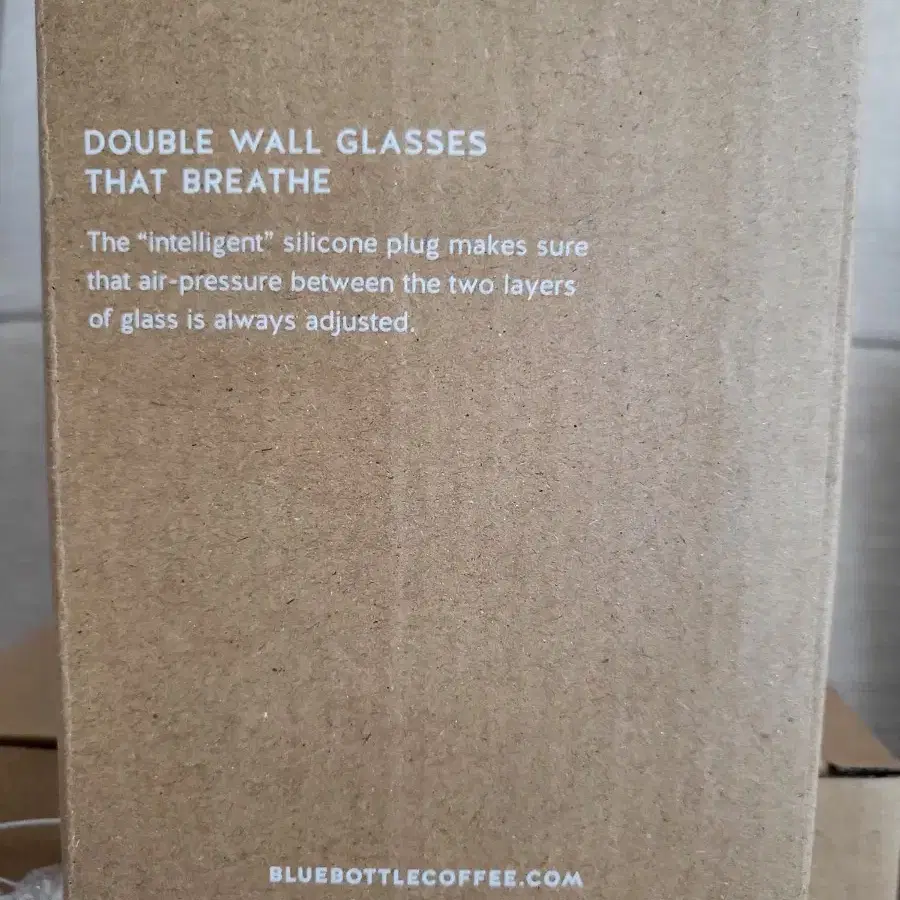 DOUBLE WALL GLASSES
THAT BREATHE
The “intelligent” silicone plug makes sure
that air-pressure between the two layers
of glass is always adjusted.
BLUEBOTTLECOFFEE.COM